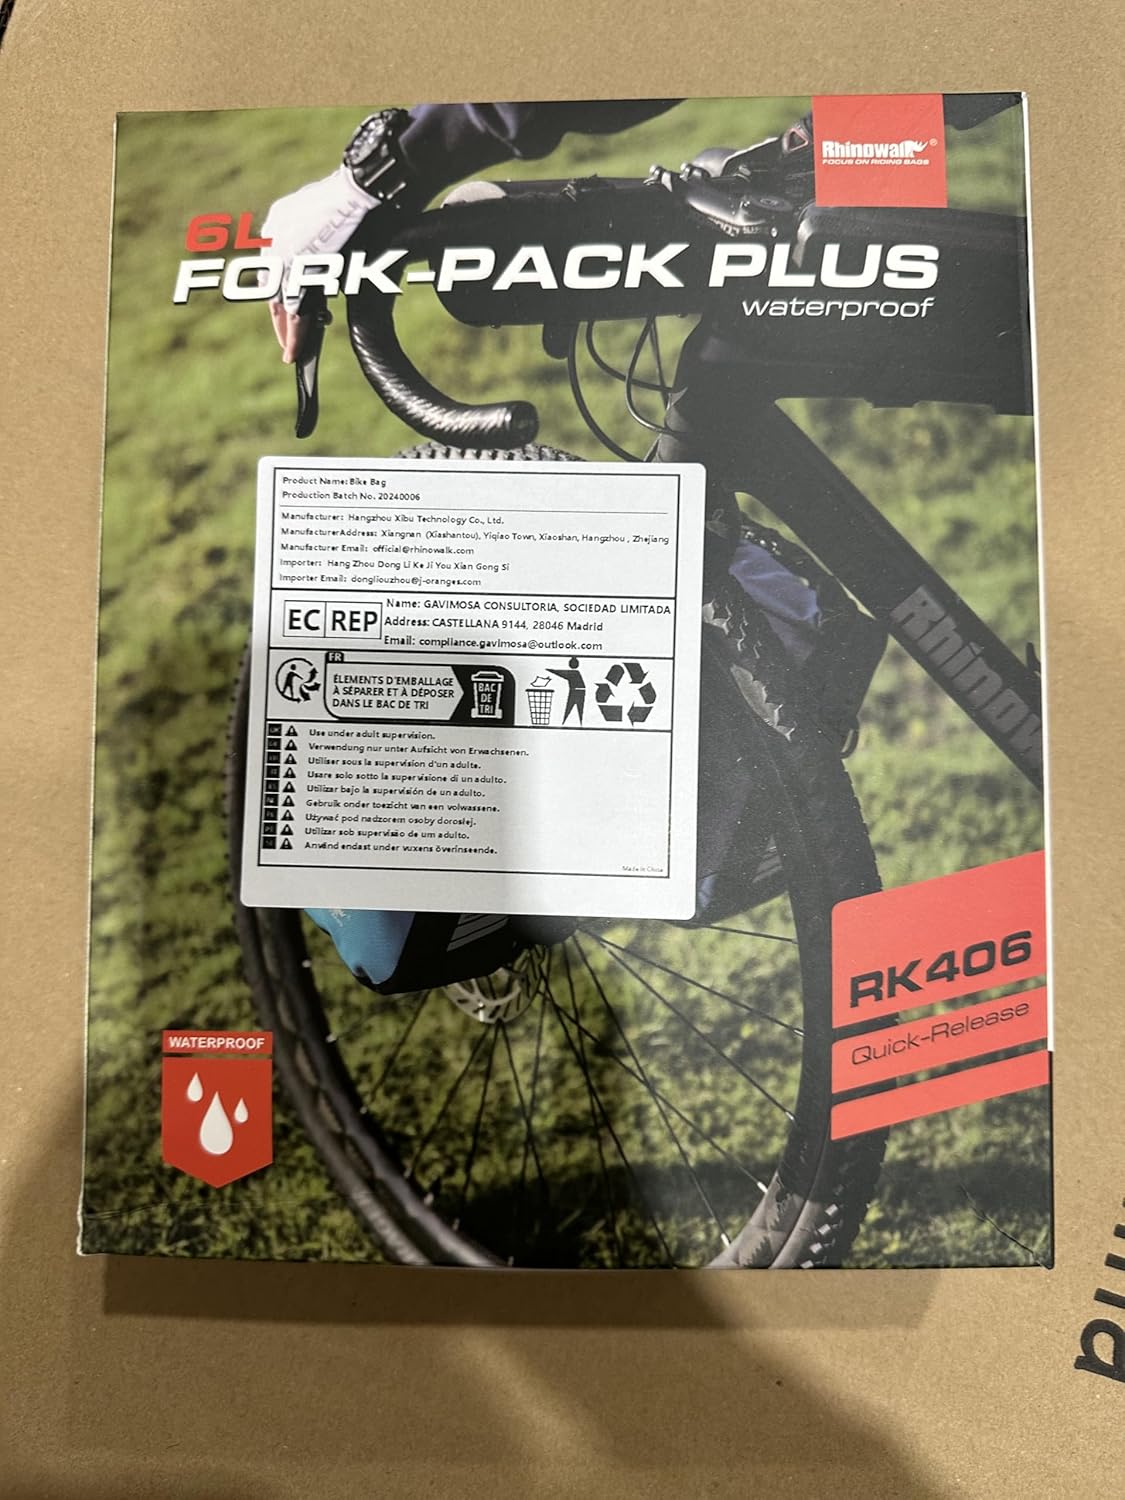 Rhinowalk®
FOCUS ON RIDING BAGS
6L
FORK-PACK PLUS
waterproof
Product Name: Bike Bag
Production Batch No. 20240006
Manufacturer: Hangzhou Xibu Technology Co., Ltd.
ManufacturerAddress: Xiangnan (Xiashantou), Yiqiao Town, Xiaoshan, Hangzhou , Zhejiang
Manufacturer Email: official@rhinowalk.com
Importer: Hang Zhou Dong Li Ke Ji You Xian Gong Si
Importer Email: dongliouzhou@j-oranges.com
EC REP
Name: GAVIMOSA CONSULTORIA, SOCIEDAD LIMITADA
Address: CASTELLANA 9144, 28046 Madrid
Email: compliance.gavimosa@outlook.com
FR
ÉLEMENTS D'EMBALLAGE
À SÉPARER ET À DÉPOSER
DANS LE BAC DE TRI
BAC
DE
TRI
Use under adult supervision.
Verwendung nur unter Aufsicht von Erwachsenen.
Utiliser sous la supervision d'un adulte.
Usare solo sotto la supervisione di un adulto.
Utilizar bajo la supervisión de un adulto.
Gebruik onder toezicht van een volwassene.
Używać pod nadzorem osoby dorosłej.
Utilizar sob supervisão de um adulto.
Använd endast under vuxens överinseende.
Made In China
Rhinow
RK406
Quick-Release
WATERPROOF